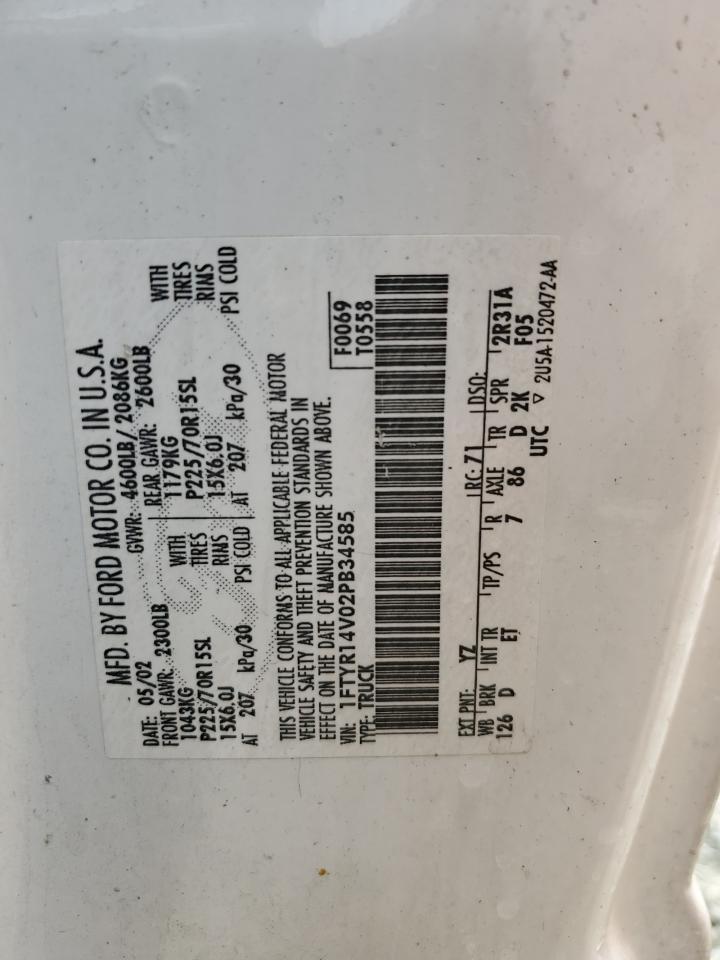 MFD. BY FORD MOTOR CO. IN U.S.A.
DATE: 05/02 GVWR: 4600LB/ 2086KG
FRONT GAWR: 2300LB REAR GAWR: 2600LB
1043KG WITH 1179KG WITH
P225/70R15SL TIRES P225/70R15SL TIRES
15X6.0J RIMS 15X6.0J RIMS
AT 207 kPa/30 PSI COLD AT 207 kPa/30 PSI COLD
THIS VEHICLE CONFORMS TO ALL APPLICABLE FEDERAL MOTOR
VEHICLE SAFETY AND THEFT PREVENTION STANDARDS IN
EFFECT ON THE DATE OF MANUFACTURE SHOWN ABOVE.
VIN: 1FTYR14V02PB34585 F0069
TYPE: TRUCK T0558
EXT PNT: YZ RC: 71 DSO:
WB BRK INT TR TP/PS R AXLE TR SPR 2R31A
126 D ET 7 86 D 2K F05
UTC ▽ 2U5A-1520472-AA